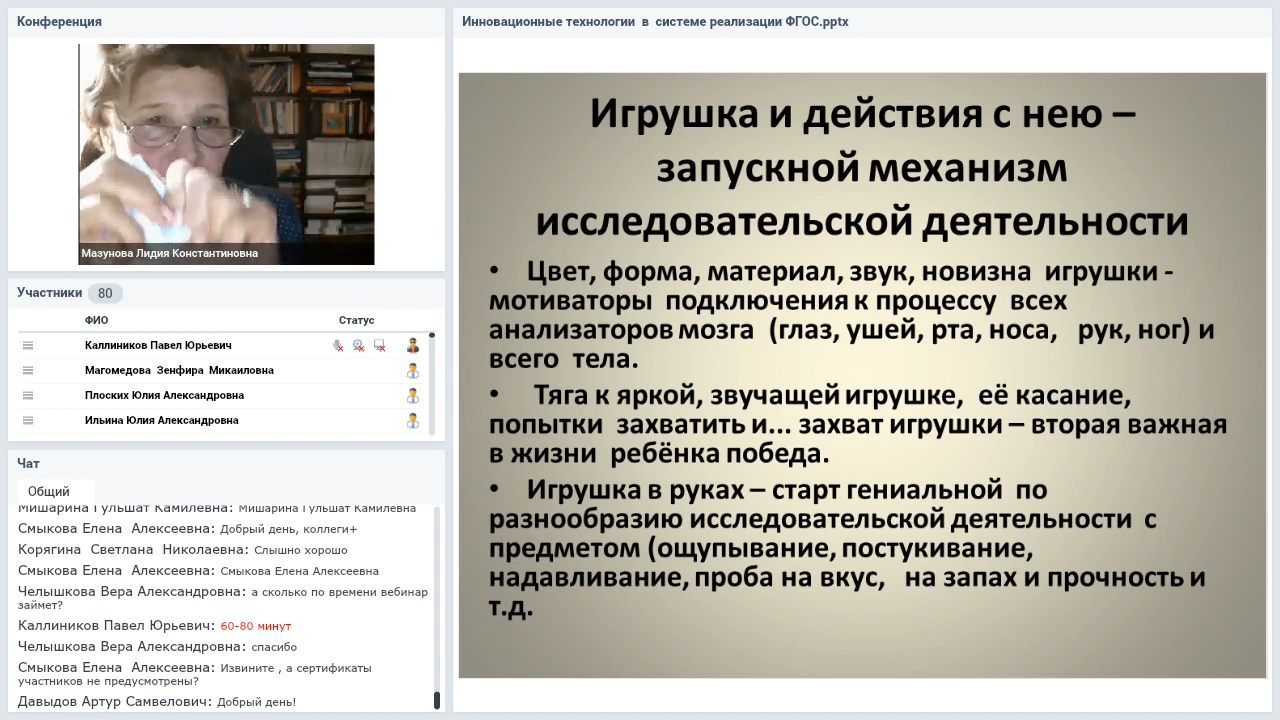 Конференция
Мазунова Лидия Константиновна
Участники 80
ФИО Статус
Каллиников Павел Юрьевич
Магомедова Зенфира Микаиловна
Плоских Юлия Александровна
Ильина Юлия Александровна
Чат
Общий
Мишарина Гульшат Камилевна: Мишарина Гульшат Камилевна
Смыкова Елена Алексеевна: Добрый день, коллеги+
Корягина Светлана Николаевна: Слышно хорошо
Смыкова Елена Алексеевна: Смыкова Елена Алексеевна
Челышкова Вера Александровна: а сколько по времени вебинар
займет?
Каллиников Павел Юрьевич: 60-80 минут
Челышкова Вера Александровна: спасибо
Смыкова Елена Алексеевна: Извините , а сертификаты
участников не предусмотрены?
Давыдов Артур Самвелович: Добрый день!
Инновационные технологии в системе реализации ФГОС.pptx
Игрушка и действия с нею –
запускной механизм
исследовательской деятельности
• Цвет, форма, материал, звук, новизна игрушки -
мотиваторы подключения к процессу всех
анализаторов мозга (глаз, ушей, рта, носа, рук, ног) и
всего тела.
• Тяга к яркой, звучащей игрушке, её касание,
попытки захватить и... захват игрушки – вторая важная
в жизни ребёнка победа.
• Игрушка в руках – старт гениальной по
разнообразию исследовательской деятельности с
предметом (ощупывание, постукивание,
надавливание, проба на вкус, на запах и прочность и
т.д.